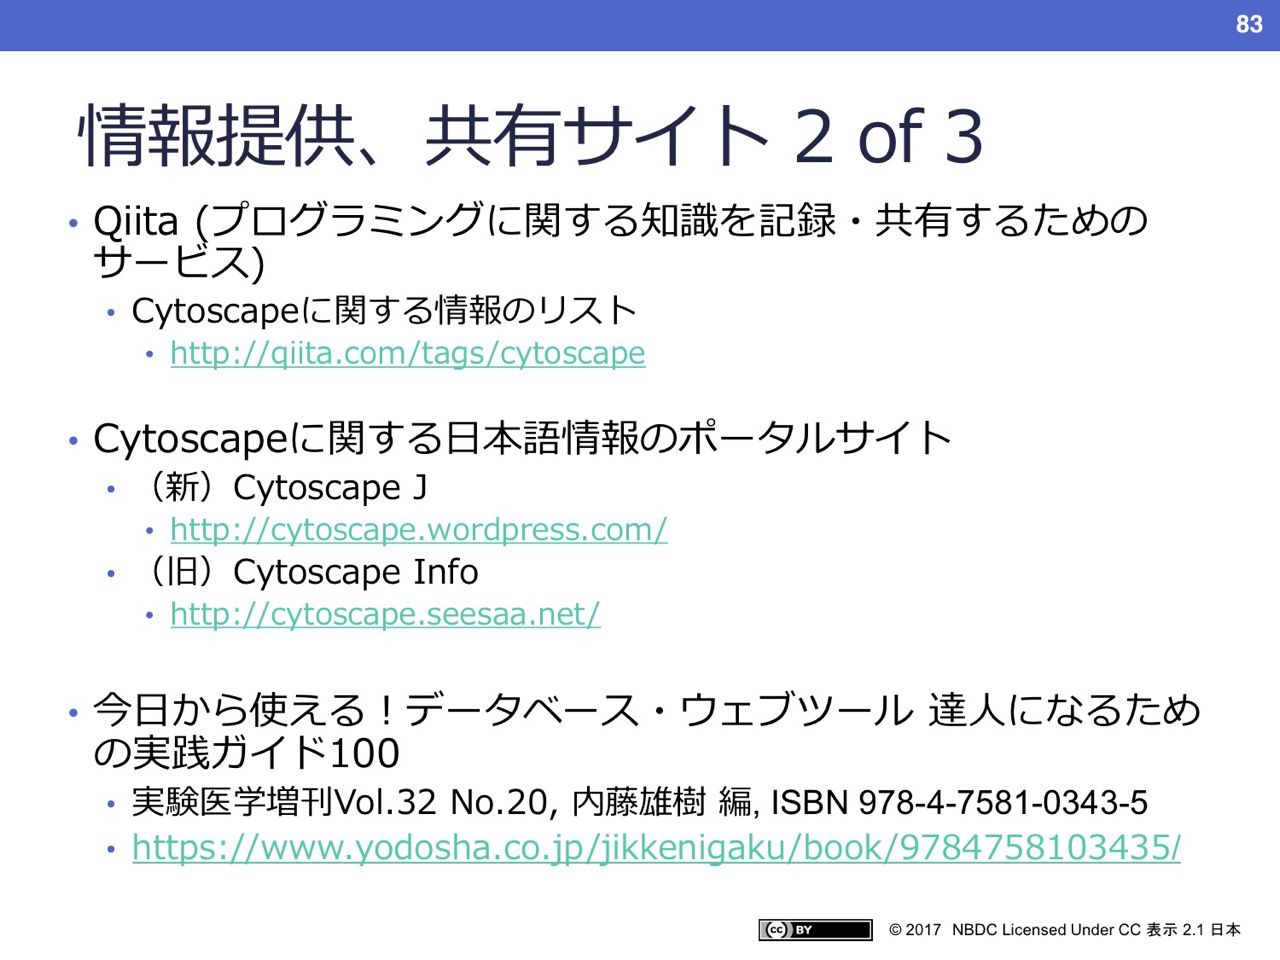 83
情報提供、共有サイト 2 of 3
• Qiita (プログラミングに関する知識を記録・共有するための
サービス)
• Cytoscapeに関する情報のリスト
• http://qiita.com/tags/cytoscape
• Cytoscapeに関する日本語情報のポータルサイト
• （新）Cytoscape J
• http://cytoscape.wordpress.com/
• （旧）Cytoscape Info
• http://cytoscape.seesaa.net/
• 今日から使える！データベース・ウェブツール 達人になるため
の実践ガイド100
• 実験医学増刊Vol.32 No.20, 内藤雄樹 編, ISBN 978-4-7581-0343-5
• https://www.yodosha.co.jp/jikkenigaku/book/9784758103435/
cc BY © 2017 NBDC Licensed Under CC 表示 2.1 日本